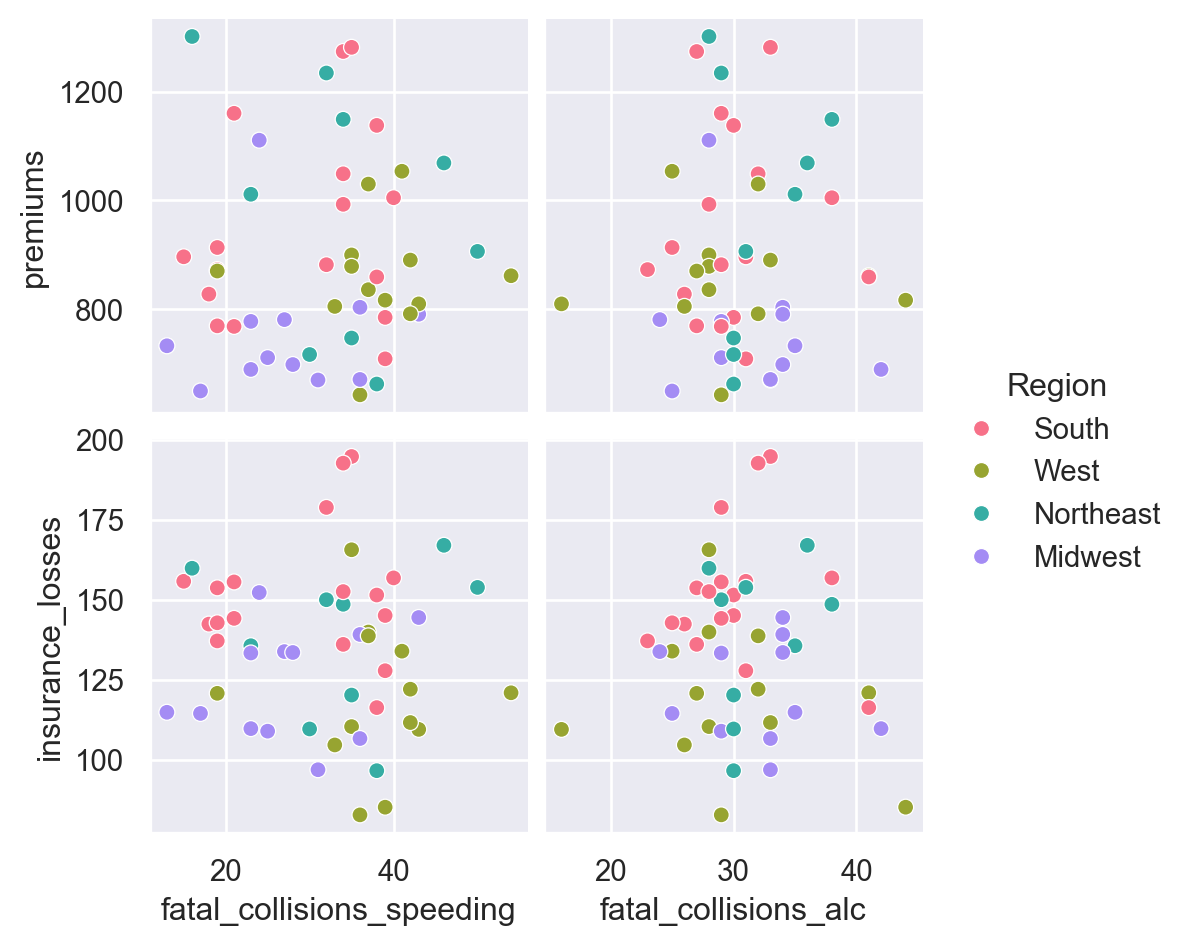 1200
1000
800
premiums
200
175
150
125
100
insurance_losses
20
40
fatal_collisions_speeding
20
30
40
fatal_collisions_alc
Region
South
West
Northeast
Midwest